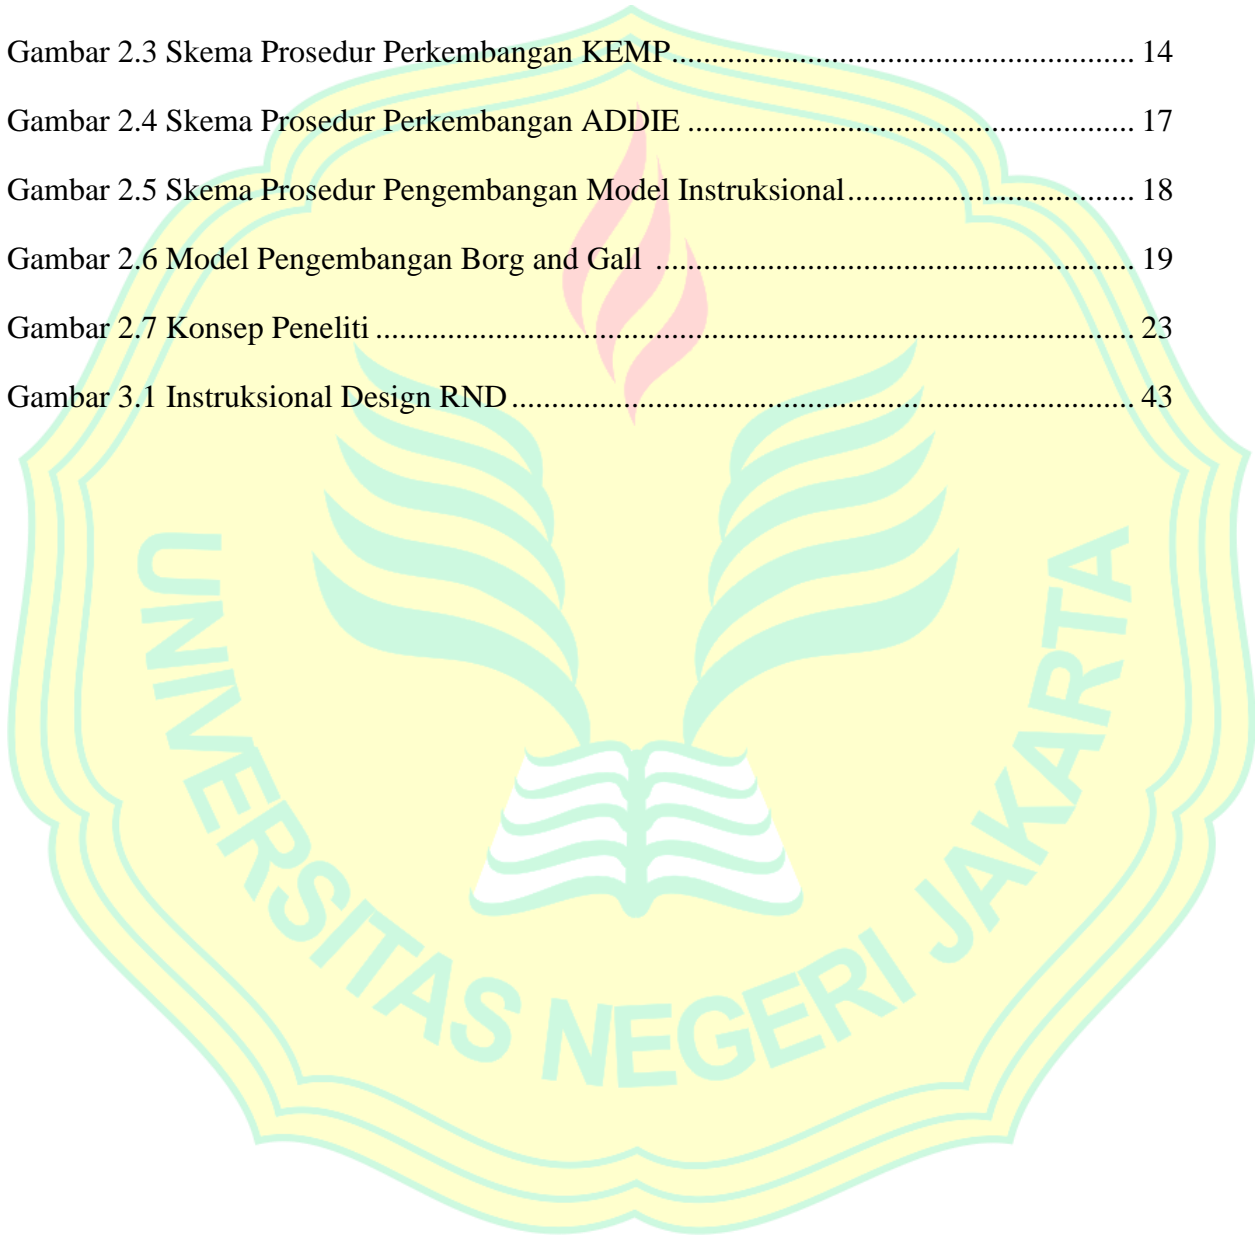 Gambar 2.3 Skema Prosedur Perkembangan KEMP........................................................ 14
Gambar 2.4 Skema Prosedur Perkembangan ADDIE ...................................................... 17
Gambar 2.5 Skema Prosedur Pengembangan Model Instruksional................................... 18
Gambar 2.6 Model Pengembangan Borg and Gall .......................................................... 19
Gambar 2.7 Konsep Peneliti ............................................................................................ 23
Gambar 3.1 Instruksional Design RND ........................................................................... 43
UNIVERSITAS NEGERI JAKARTA